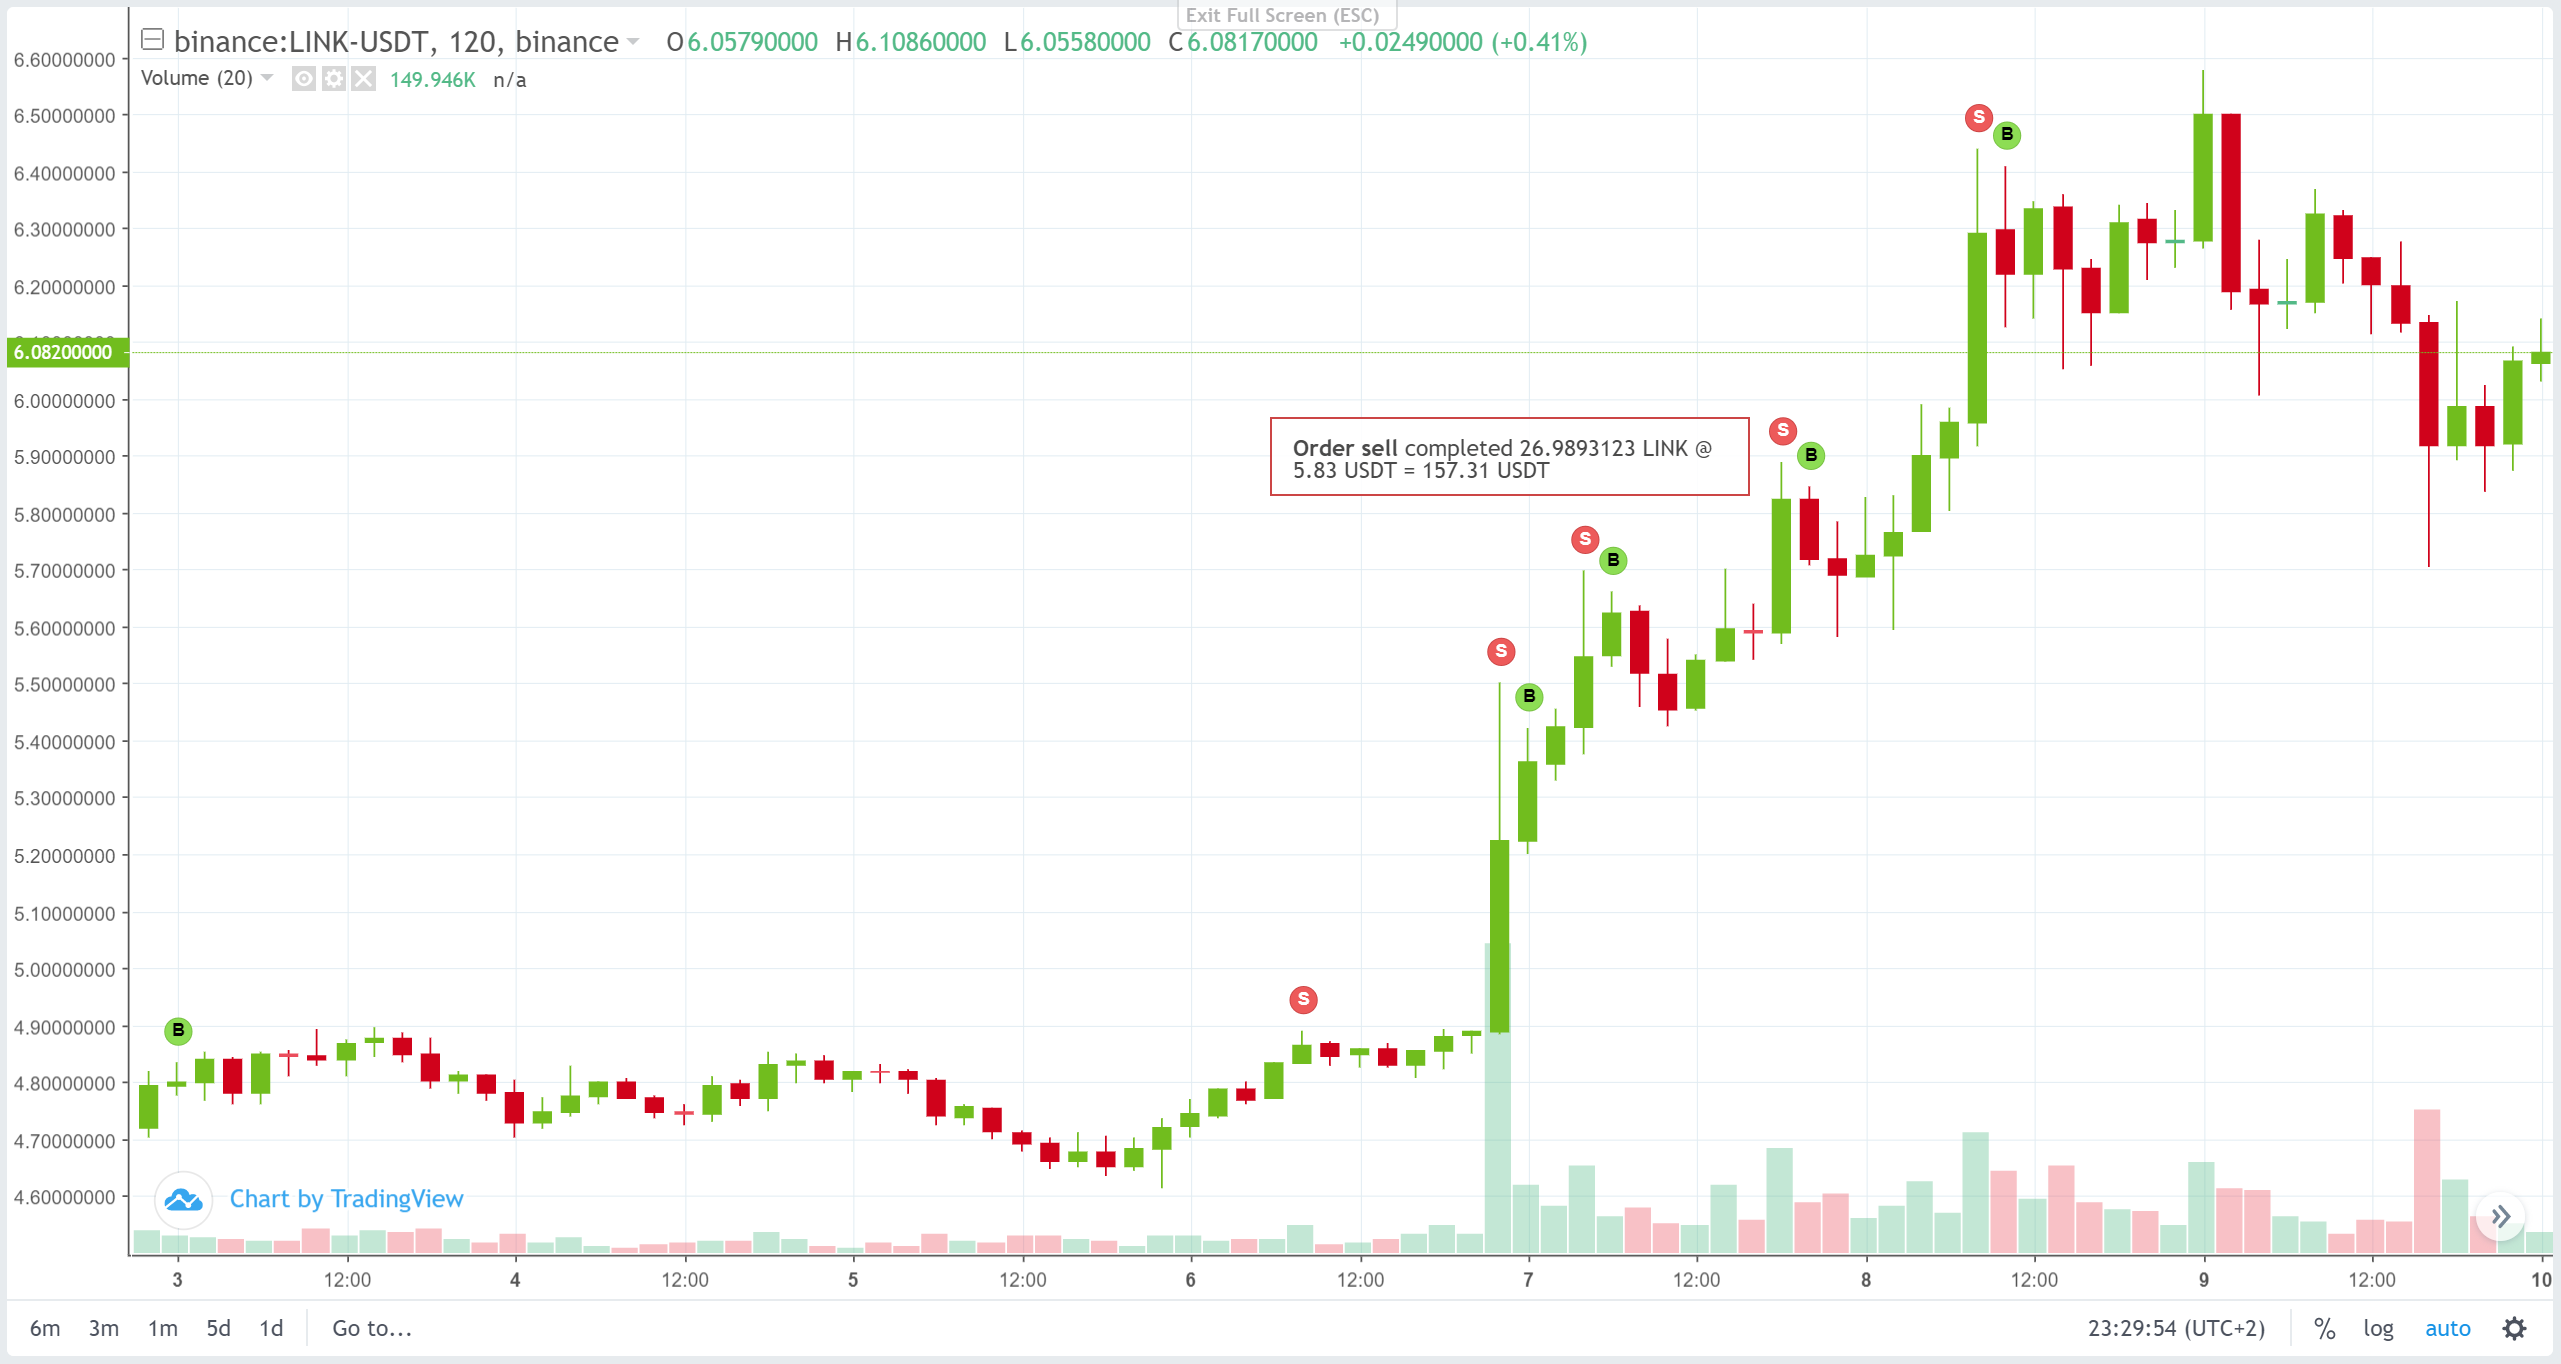 Exit Full Screen (ESC)
binance:LINK-USDT, 120, binance O6.05790000 H6.10860000 L6.05580000 C6.08170000 +0.02490000 (+0.41%)
Volume (20) 149.946K n/a
6.60000000
6.50000000
6.40000000
6.30000000
6.20000000
6.08200000
6.00000000
5.90000000
5.80000000
5.70000000
5.60000000
5.50000000
5.40000000
5.30000000
5.20000000
5.10000000
5.00000000
4.90000000
4.80000000
4.70000000
4.60000000
S
B
S
B
Order sell completed 26.9893123 LINK @
5.83 USDT = 157.31 USDT
S
B
S
B
S
B
Chart by TradingView
3 12:00 4 12:00 5 12:00 6 12:00 7 12:00 8 12:00 9 12:00 10
6m 3m 1m 5d 1d Go to... 23:29:54 (UTC+2) % log auto